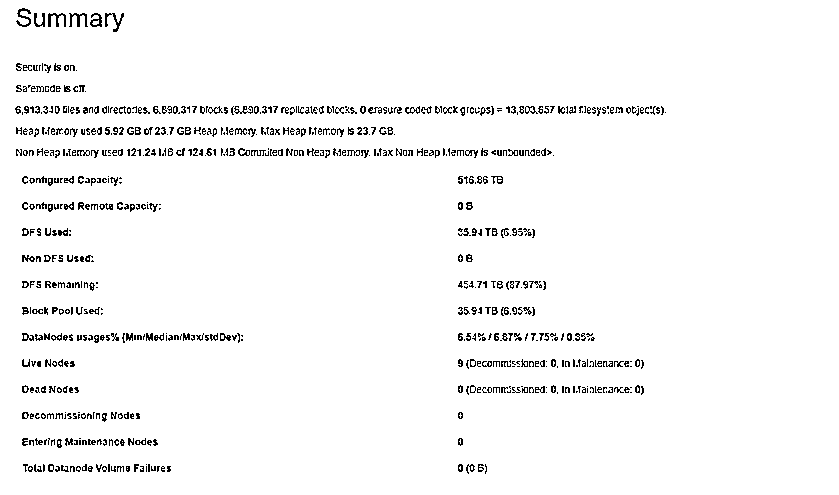 Summary
Security is on.
Safemode is off.
6,913,340 files and directories, 6,890,317 blocks (6,890,317 replicated blocks, 0 erasure coded block groups) = 13,803,657 total filesystem object(s).
Heap Memory used 5.92 GB of 23.7 GB Heap Memory. Max Heap Memory is 23.7 GB.
Non Heap Memory used 121.24 MB of 124.61 MB Commited Non Heap Memory. Max Non Heap Memory is <unbounded>.
Configured Capacity: 516.86 TB
Configured Remote Capacity: 0 B
DFS Used: 35.94 TB (6.95%)
Non DFS Used: 0 B
DFS Remaining: 454.71 TB (87.97%)
Block Pool Used: 35.94 TB (6.95%)
DataNodes usages% (Min/Median/Max/stdDev): 6.54% / 6.87% / 7.75% / 0.35%
Live Nodes 9 (Decommissioned: 0, In Maintenance: 0)
Dead Nodes 0 (Decommissioned: 0, In Maintenance: 0)
Decommissioning Nodes 0
Entering Maintenance Nodes 0
Total Datanode Volume Failures 0 (0 B)